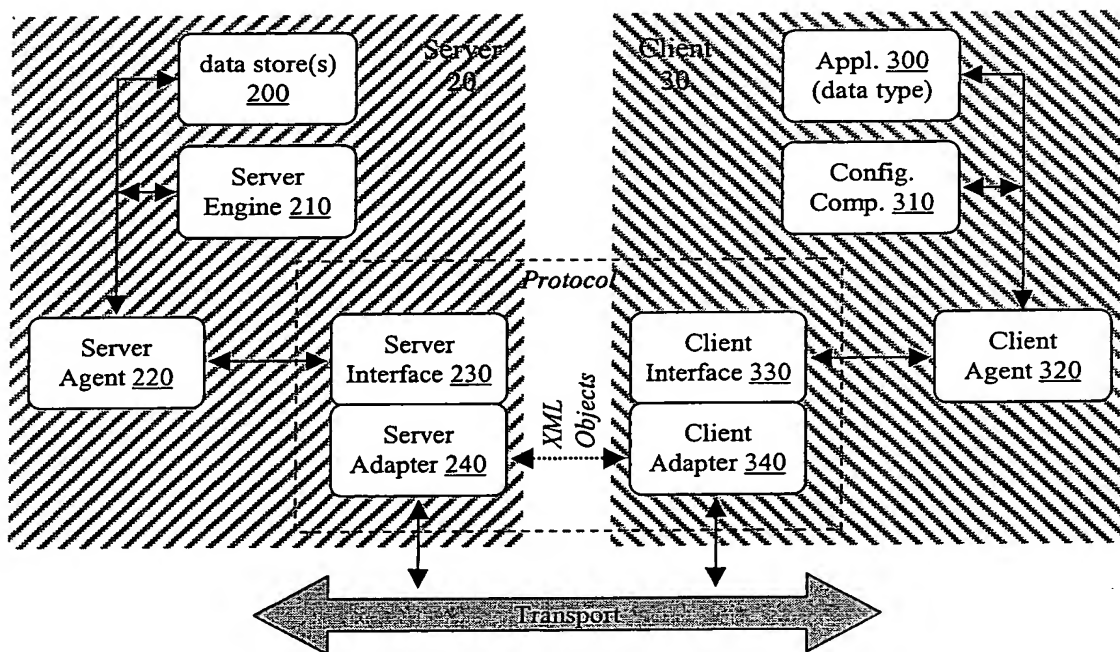 Server
20
data store(s)
200
Server
Engine 210
Server
Agent 220
Server
Interface 230
Server
Adapter 240
Protocol
XML
Objects
Client
30
Appl. 300
(data type)
Config.
Comp. 310
Client
Interface 330
Client
Adapter 340
Client
Agent 320
Transport